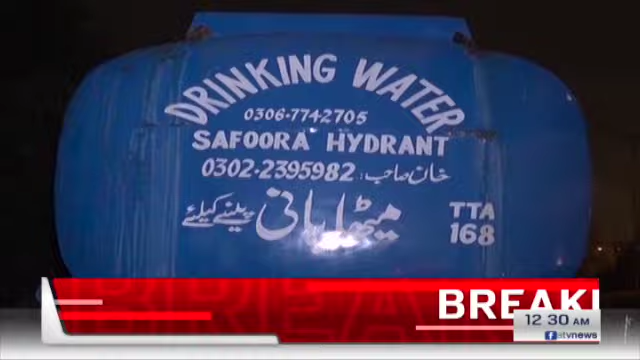 DRINKING WATER
0306-7742705
SAFOORA HYDRANT
0302-2395982 خان صاحب:
میٹھا پانی پینے کیلئے
TTA
168
BREAKI
12 30 AM
atvnews